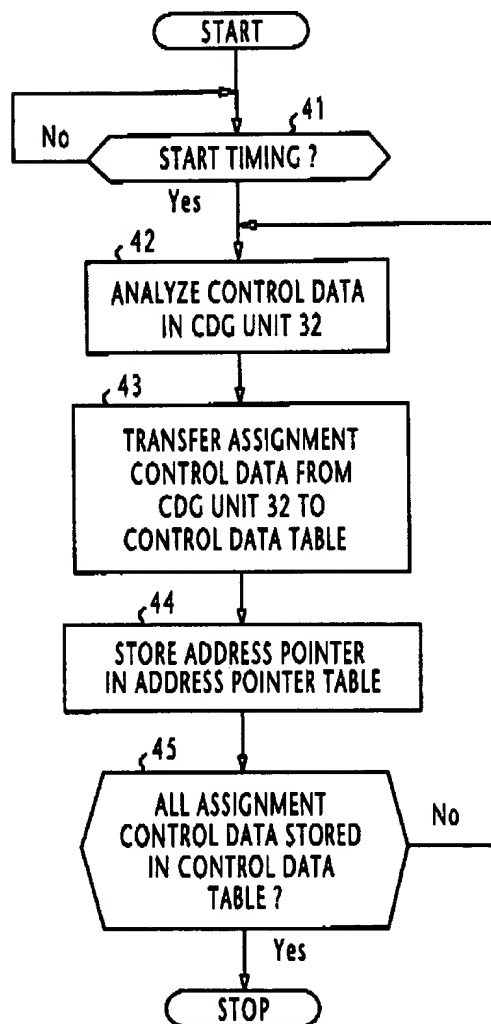 START
41
No
START TIMING ?
Yes
42
ANALYZE CONTROL DATA
IN CDG UNIT 32
43
TRANSFER ASSIGNMENT
CONTROL DATA FROM
CDG UNIT 32 TO
CONTROL DATA TABLE
44
STORE ADDRESS POINTER
IN ADDRESS POINTER TABLE
45
ALL ASSIGNMENT
CONTROL DATA STORED
IN CONTROL DATA
TABLE ?
No
Yes
STOP